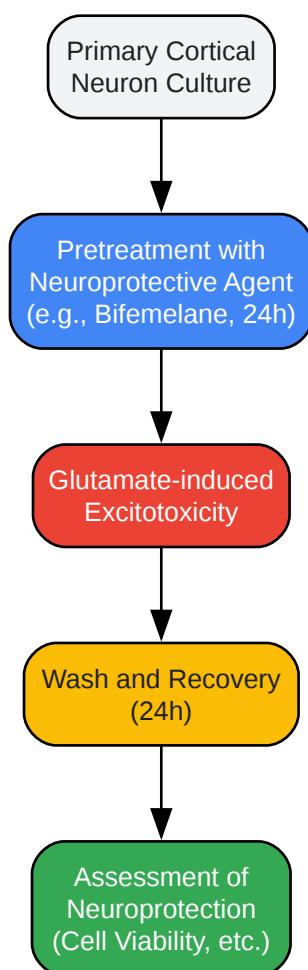 Primary Cortical
Neuron Culture
Pretreatment with
Neuroprotective Agent
(e.g., Bifemelane, 24h)
Glutamate-induced
Excitotoxicity
Wash and Recovery
(24h)
Assessment of
Neuroprotection
(Cell Viability, etc.)